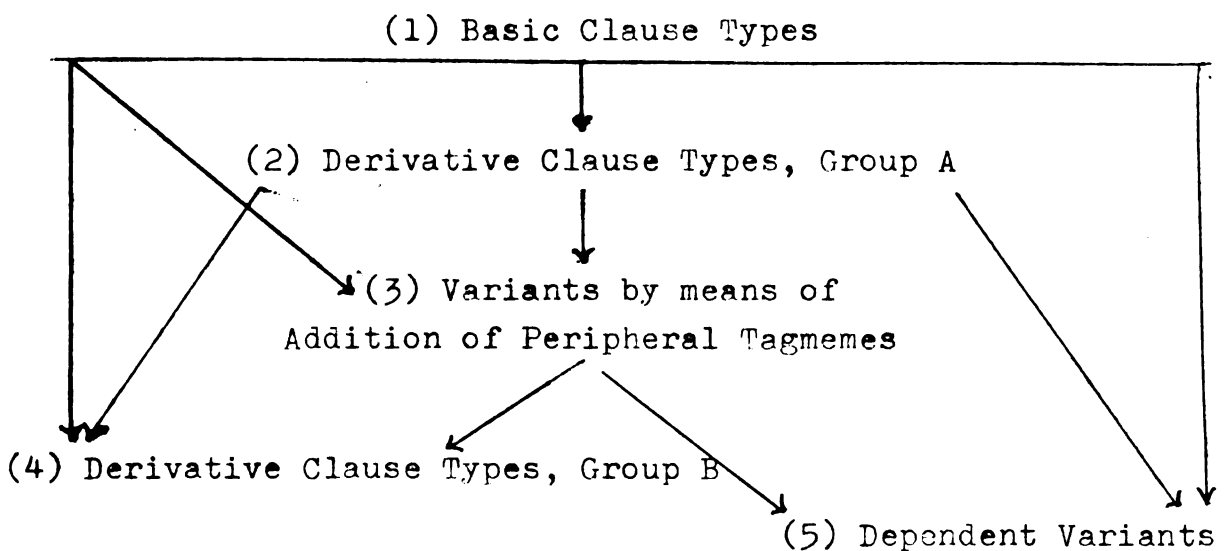 (1) Basic Clause Types
(2) Derivative Clause Types, Group A
(3) Variants by means of
Addition of Peripheral Tagmemes
(4) Derivative Clause Types, Group B
(5) Dependent Variants